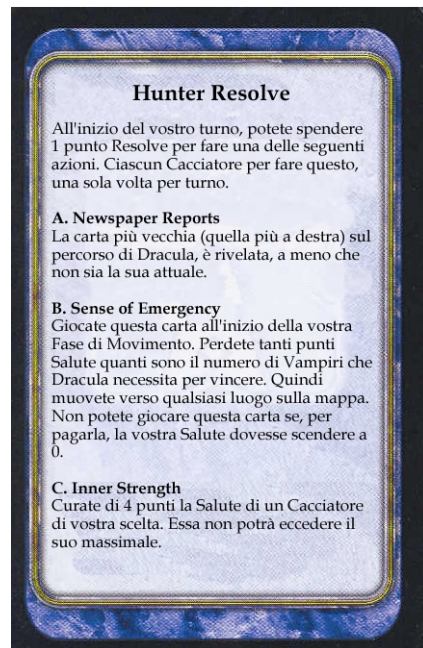 Hunter Resolve
All'inizio del vostro turno, potete spendere
1 punto Resolve per fare una delle seguenti
azioni. Ciascun Cacciatore per fare questo,
una sola volta per turno.
A. Newspaper Reports
La carta più vecchia (quella più a destra) sul
percorso di Dracula, è rivelata, a meno che
non sia la sua attuale.
B. Sense of Emergency
Giocate questa carta all'inizio della vostra
Fase di Movimento. Perdete tanti punti
Salute quanti sono il numero di Vampiri che
Dracula necessita per vincere. Quindi
muovete verso qualsiasi luogo sulla mappa.
Non potete giocare questa carta se, per
pagarla, la vostra Salute dovesse scendere a
0.
C. Inner Strength
Curate di 4 punti la Salute di un Cacciatore
di vostra scelta. Essa non potrà eccedere il
suo massimale.